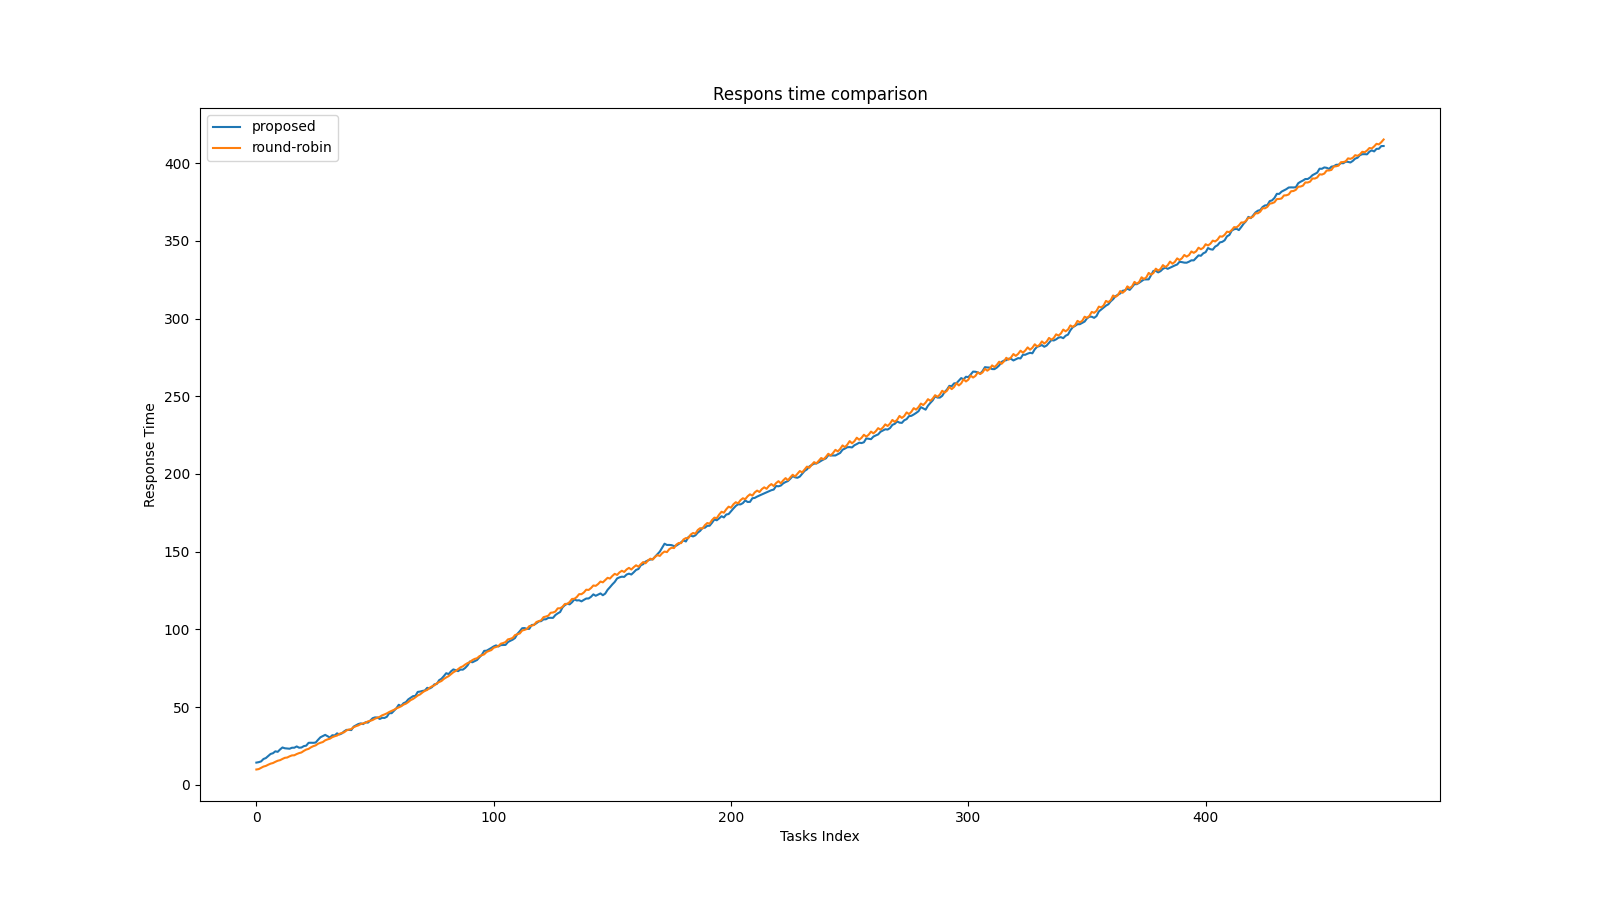 Respons time comparison
proposed
round-robin
400
350
300
250
200
150
100
50
0
Response Time
0 100 200 300 400
Tasks Index